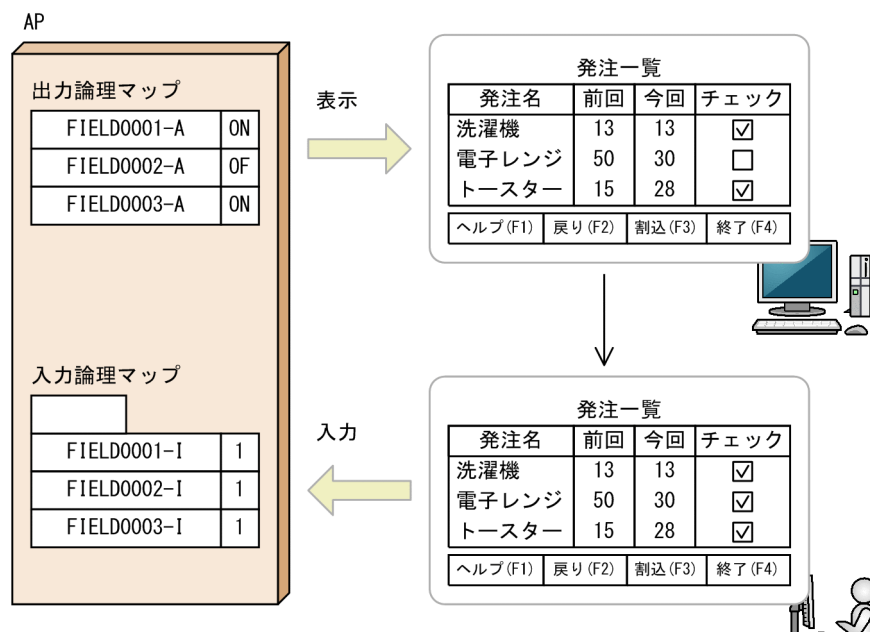 AP
出力論理マップ
FIELD0001-A ON
FIELD0002-A OF
FIELD0003-A ON
表示
発注一覧
発注名 前回 今回 チェック
洗濯機 13 13
電子レンジ 50 30
トースター 15 28
ヘルプ(F1) 戻り(F2) 割込(F3) 終了(F4)
入力論理マップ
FIELD0001-I 1
FIELD0002-I 1
FIELD0003-I 1
入力
発注一覧
発注名 前回 今回 チェック
洗濯機 13 13
電子レンジ 50 30
トースター 15 28
ヘルプ(F1) 戻り(F2) 割込(F3) 終了(F4)